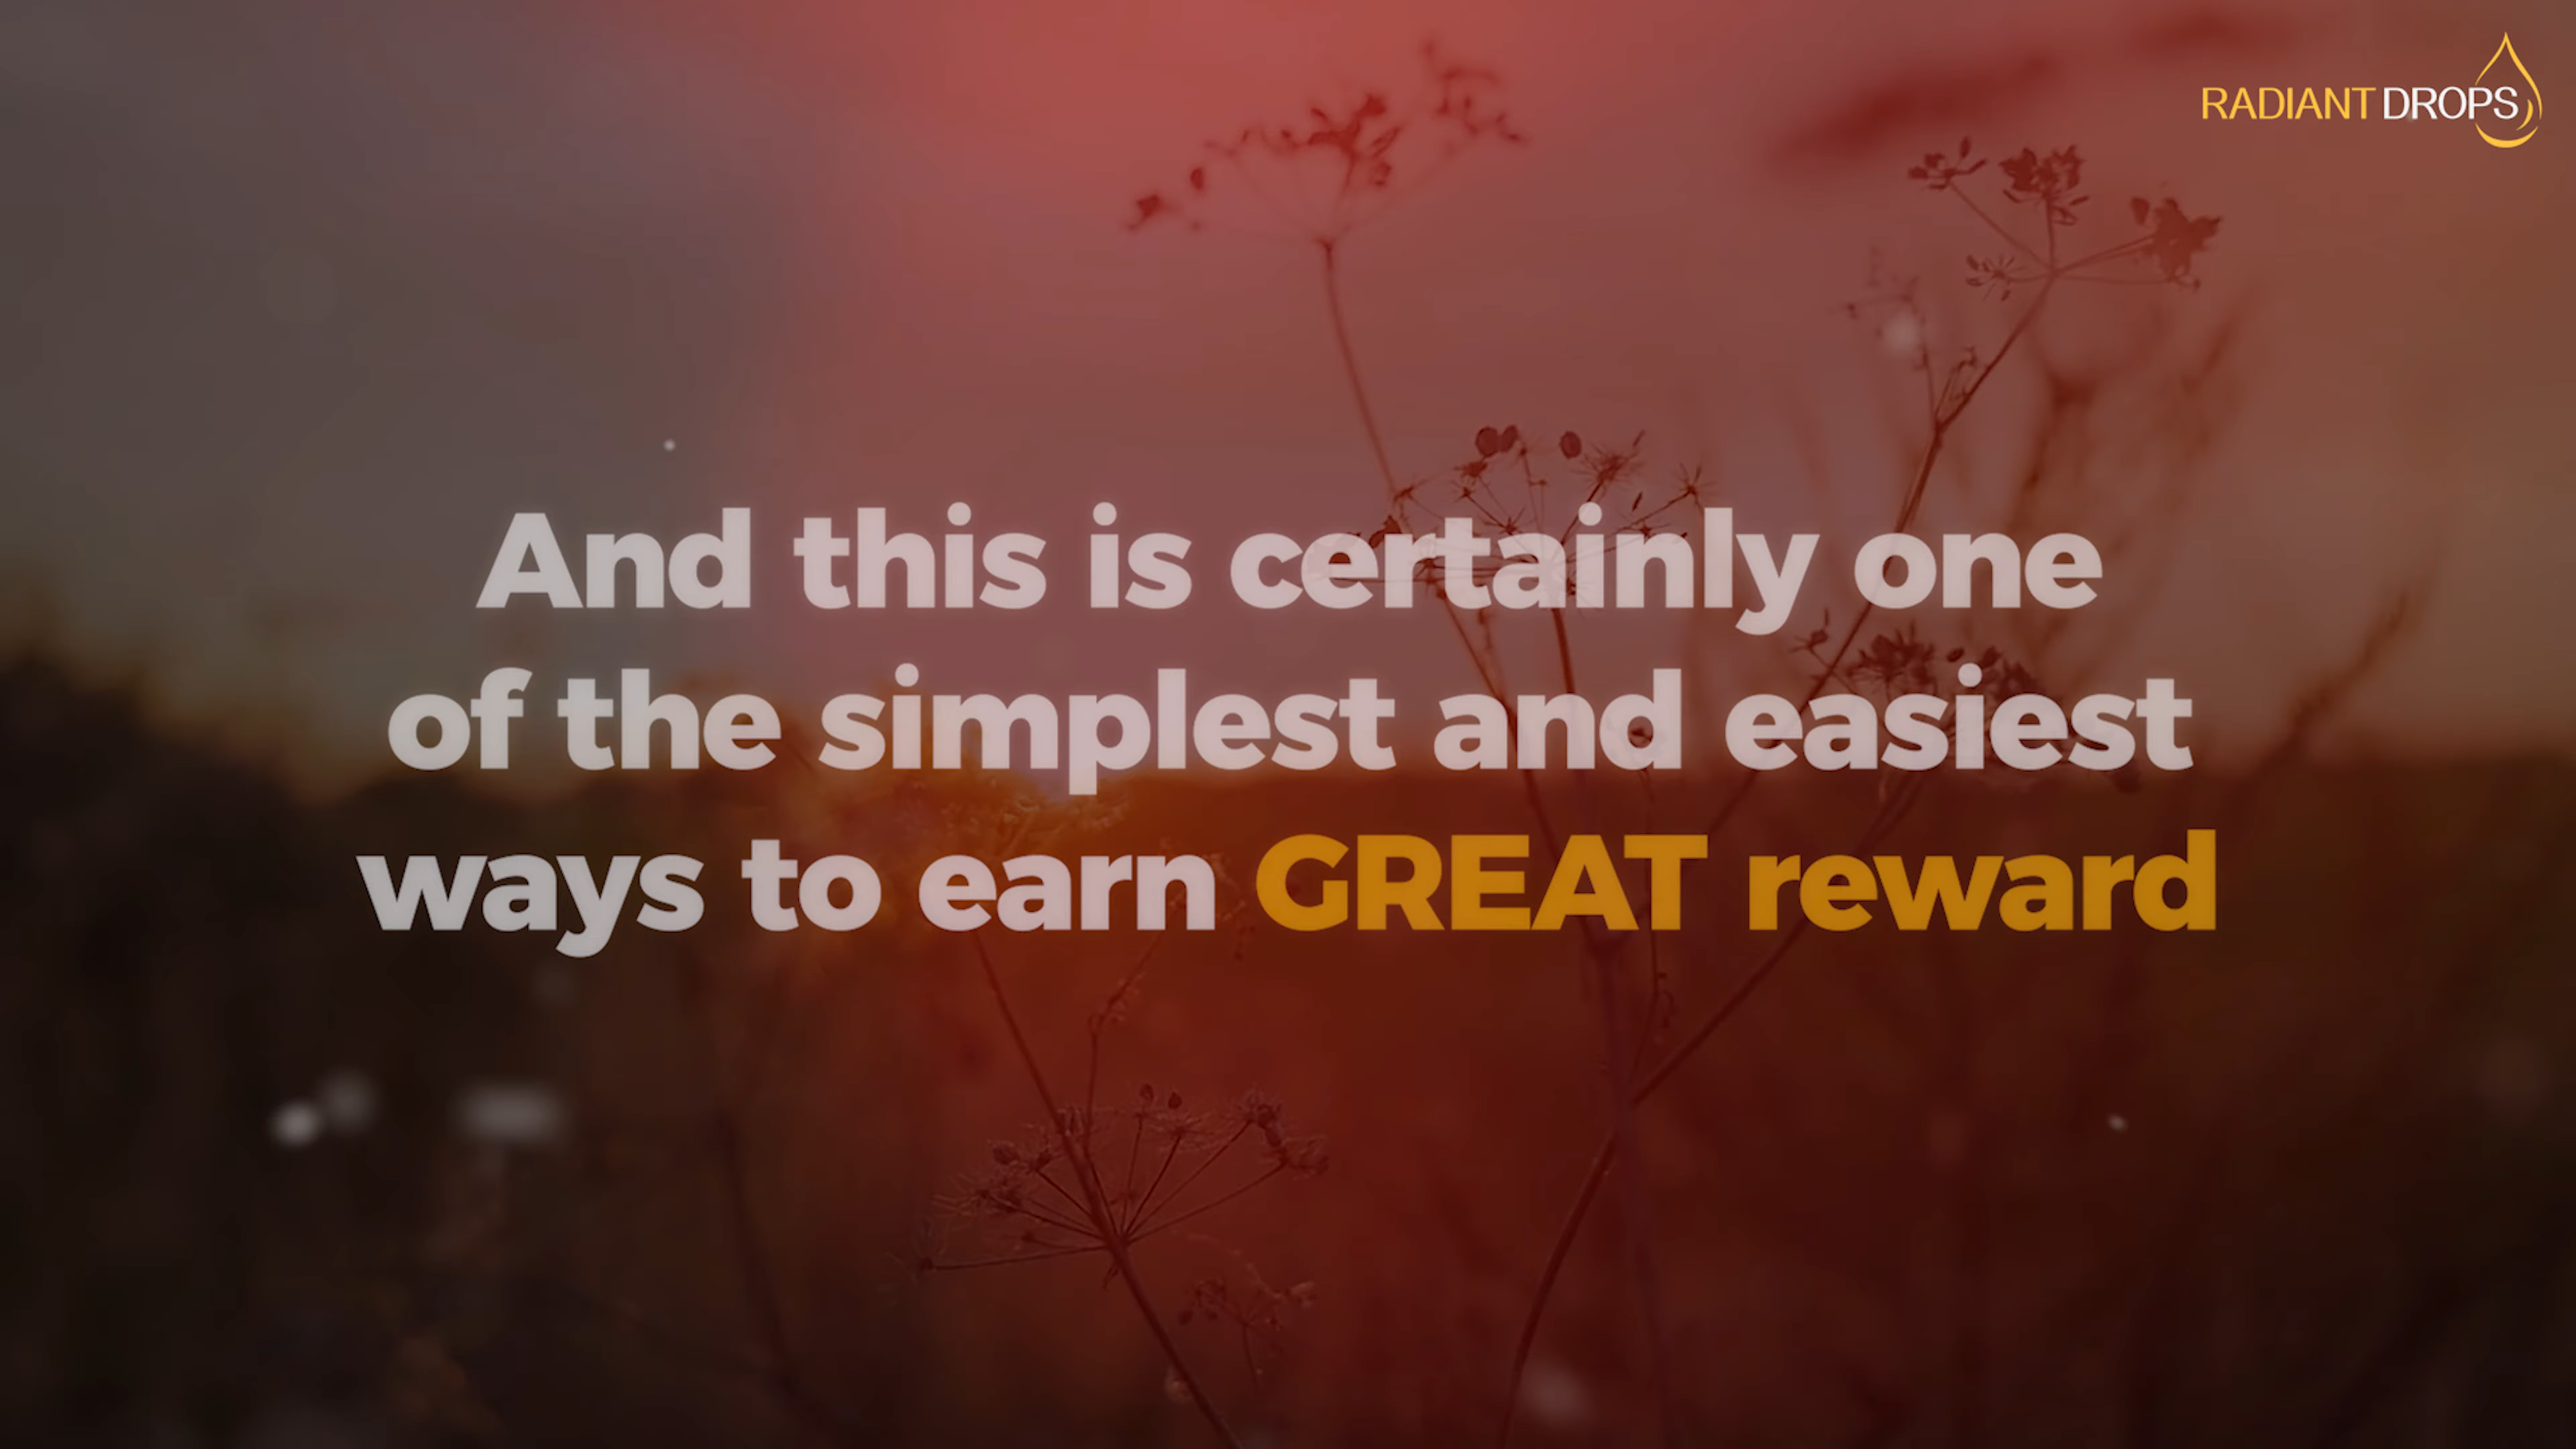 RADIANT DROPS
And this is certainly one
of the simplest and easiest
ways to earn GREAT reward